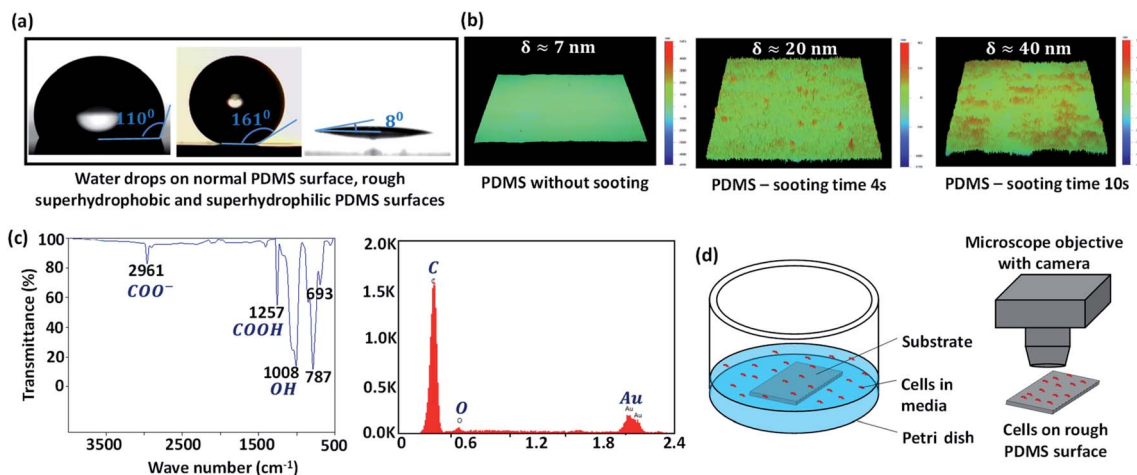 (a)
110⁰
161⁰
8⁰
Water drops on normal PDMS surface, rough
superhydrophobic and superhydrophilic PDMS surfaces
(b)
δ ≈ 7 nm
δ ≈ 20 nm
δ ≈ 40 nm
PDMS without sooting
PDMS – sooting time 4s
PDMS – sooting time 10s
(c)
Transmittance (%)
100
80
60
40
20
0
2961
COO⁻
1257
COOH
1008
OH
693
787
4000
2500
1500
500
Wave number (cm⁻¹)
2.0K
1.5K
1.0K
0.5K
0.0K
C
C
O
O
Au
Au
Au
0
0.6
1.2
1.8
2.4
(d)
Substrate
Cells in
media
Petri dish
Microscope objective
with camera
Cells on rough
PDMS surface